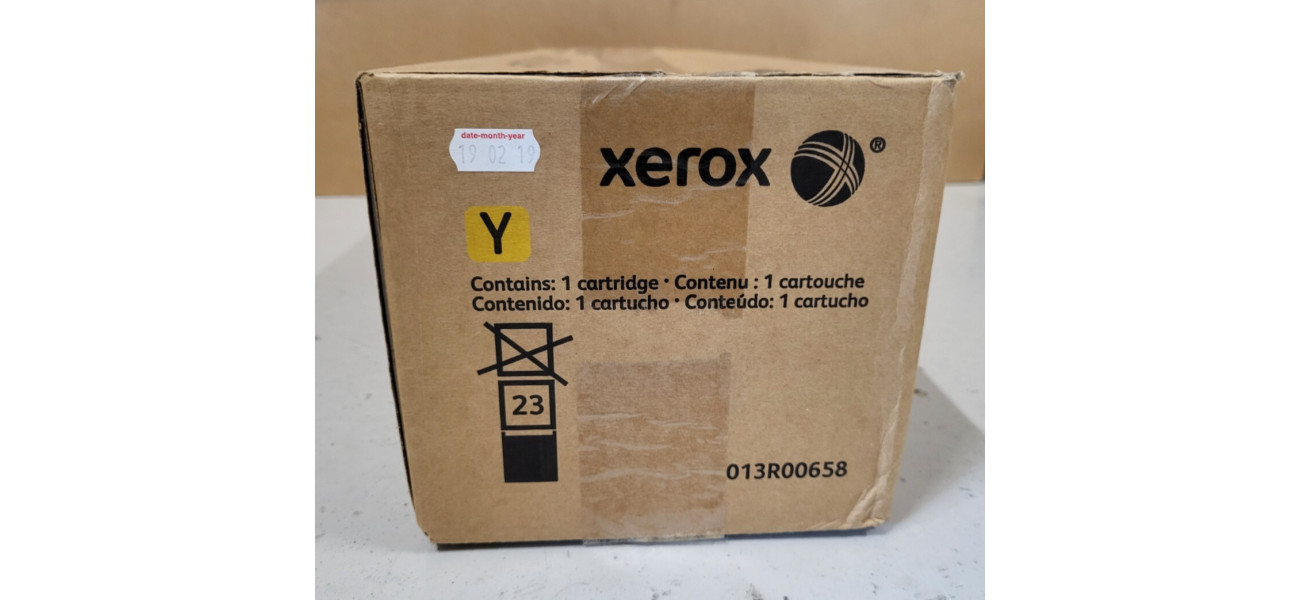 date-month-year
19 02 19
xerox ®
Y
Contains: 1 cartridge · Contenu : 1 cartouche
Contenido: 1 cartucho · Conteúdo: 1 cartucho
23
013R00658